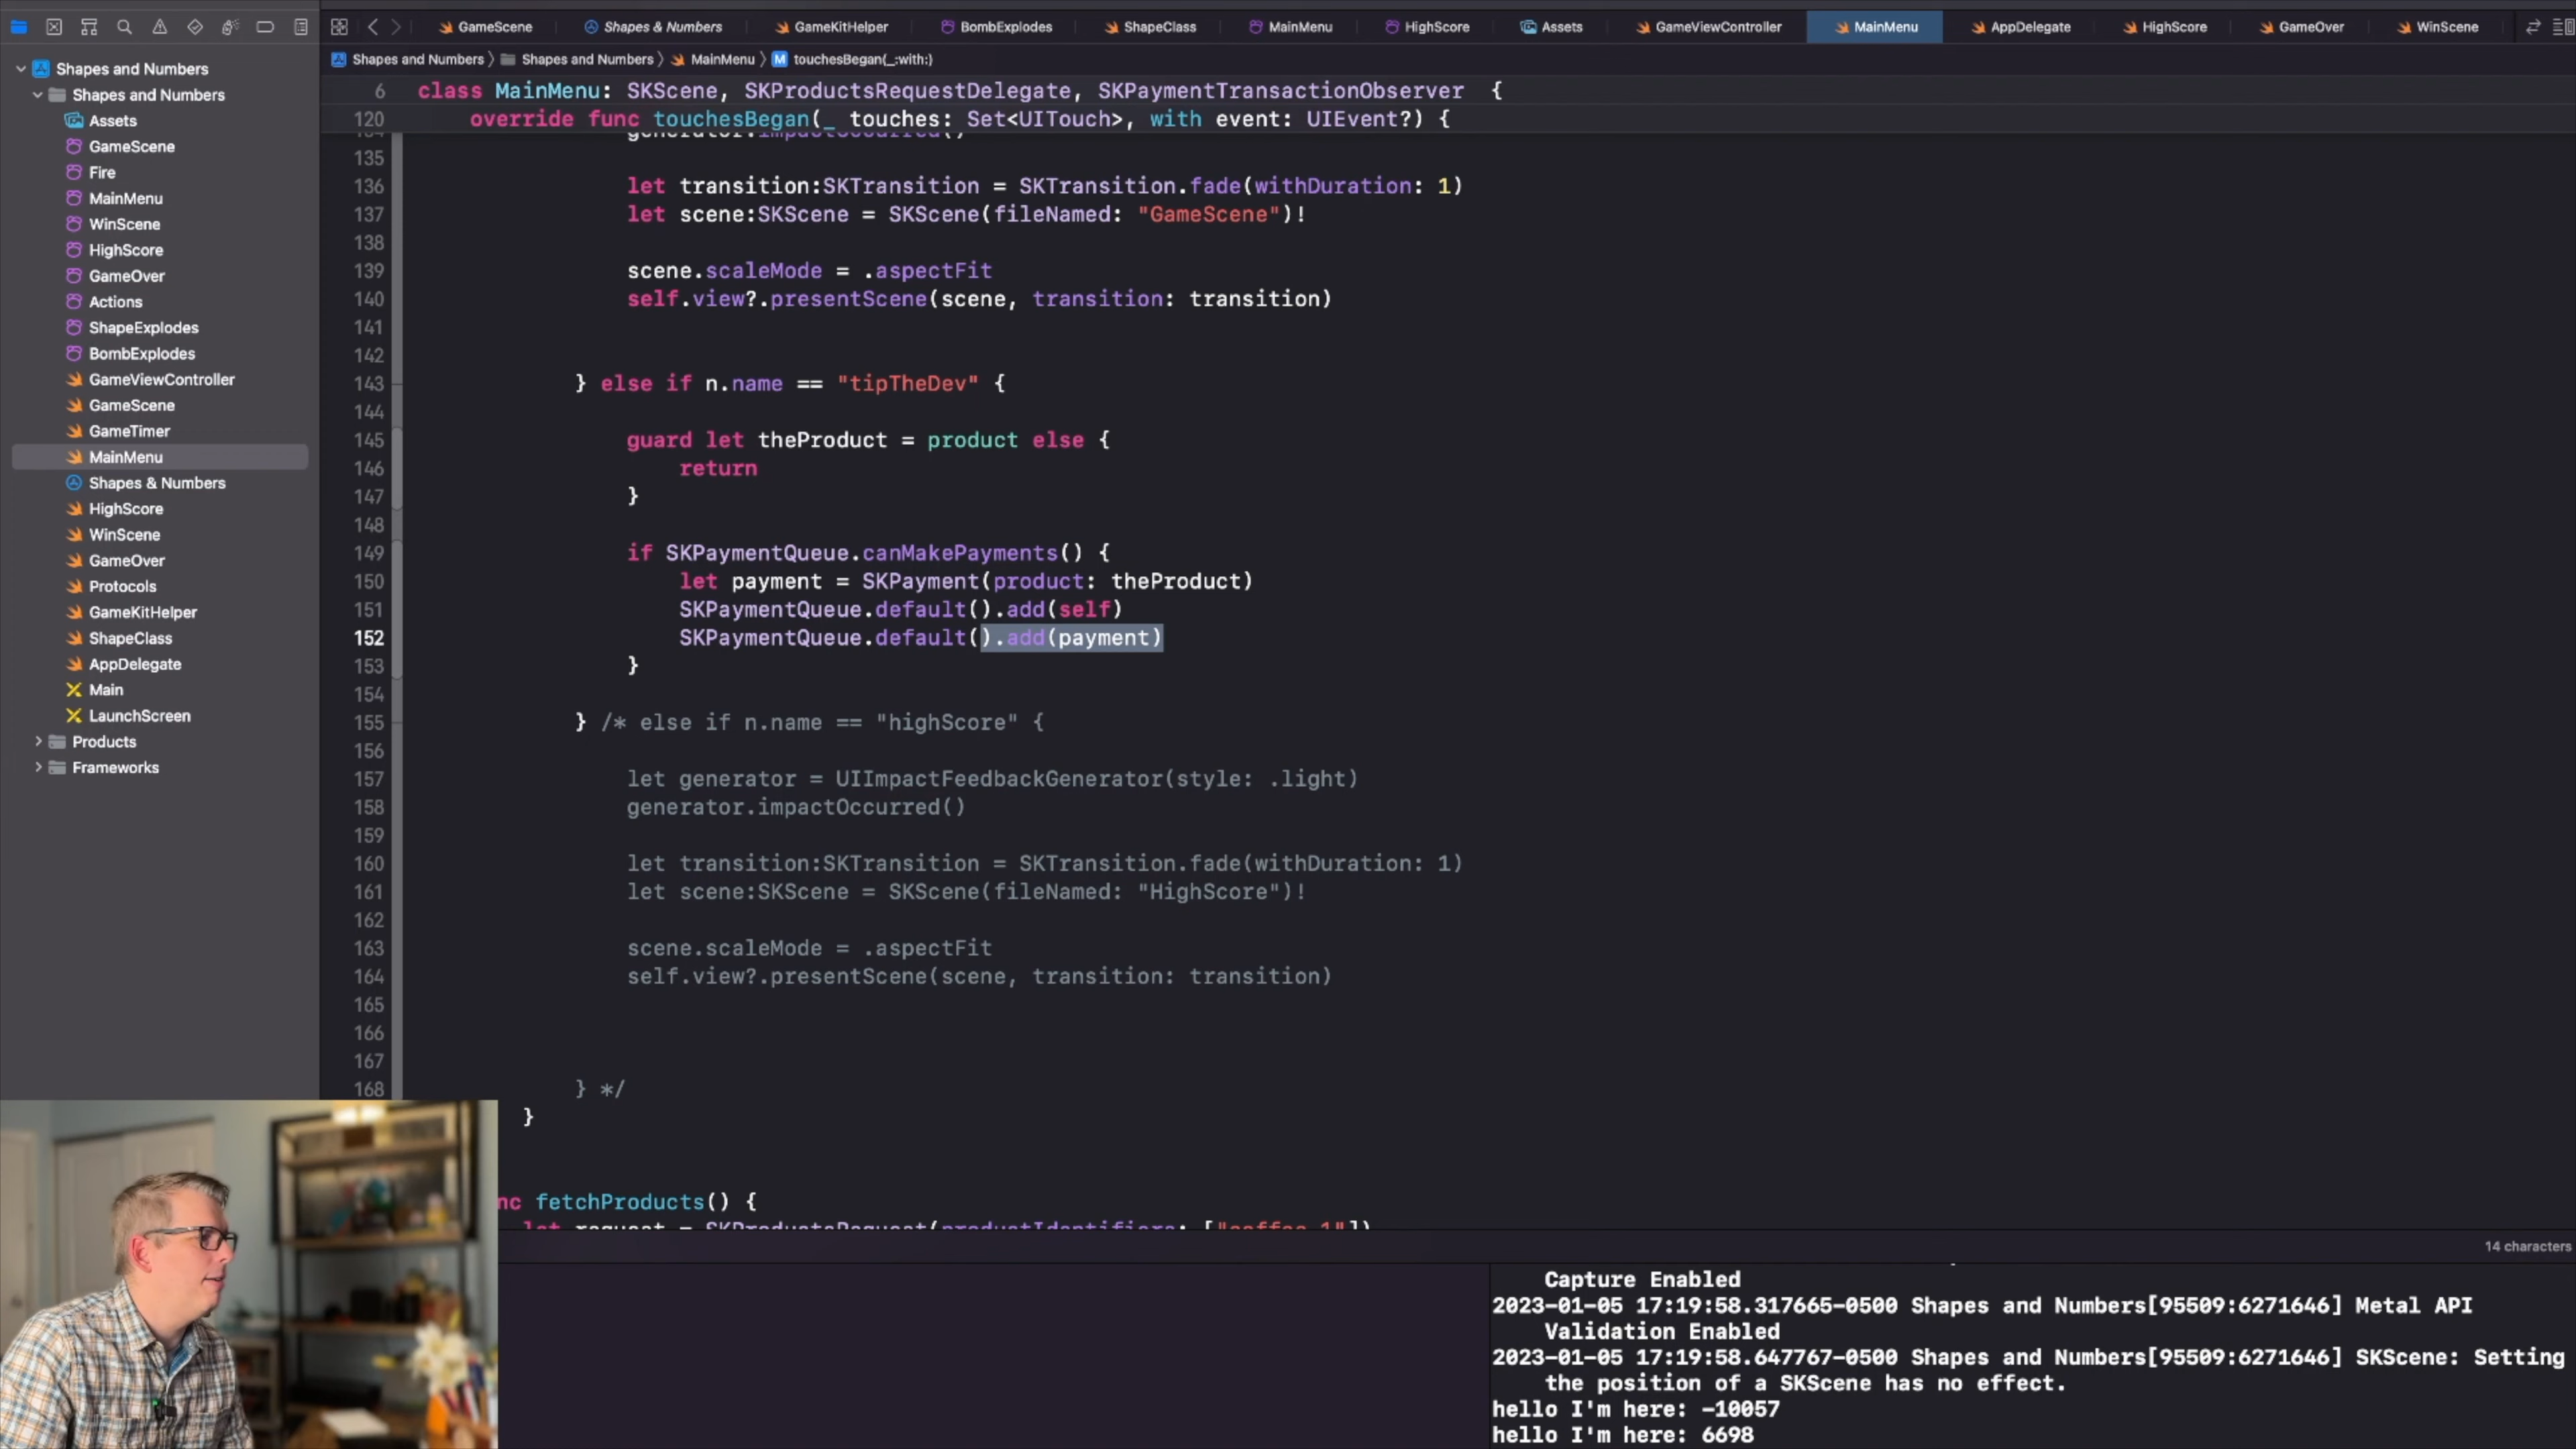 GameScene
Shapes & Numbers
GameKitHelper
BombExplodes
ShapeClass
MainMenu
HighScore
Assets
GameViewController
MainMenu
AppDelegate
HighScore
GameOver
WinScene
Shapes and Numbers
Shapes and Numbers
MainMenu
M touchesBegan(_:with:)
Shapes and Numbers
Shapes and Numbers
Assets
GameScene
Fire
MainMenu
WinScene
HighScore
GameOver
Actions
ShapeExplodes
BombExplodes
GameViewController
GameScene
GameTimer
MainMenu
Shapes & Numbers
HighScore
WinScene
GameOver
Protocols
GameKitHelper
ShapeClass
AppDelegate
Main
LaunchScreen
Products
Frameworks
6 class MainMenu: SKScene, SKProductsRequestDelegate, SKPaymentTransactionObserver {
120 override func touchesBegan(_ touches: Set<UITouch>, with event: UIEvent?) {
134 generator.impactOccurred()
135
136 let transition:SKTransition = SKTransition.fade(withDuration: 1)
137 let scene:SKScene = SKScene(fileNamed: "GameScene")!
138
139 scene.scaleMode = .aspectFit
140 self.view?.presentScene(scene, transition: transition)
141
142
143 } else if n.name == "tipTheDev" {
144
145 guard let theProduct = product else {
146 return
147 }
148
149 if SKPaymentQueue.canMakePayments() {
150 let payment = SKPayment(product: theProduct)
151 SKPaymentQueue.default().add(self)
152 SKPaymentQueue.default().add(payment)
153 }
154
155 } /* else if n.name == "highScore" {
156
157 let generator = UIImpactFeedbackGenerator(style: .light)
158 generator.impactOccurred()
159
160 let transition:SKTransition = SKTransition.fade(withDuration: 1)
161 let scene:SKScene = SKScene(fileNamed: "HighScore")!
162
163 scene.scaleMode = .aspectFit
164 self.view?.presentScene(scene, transition: transition)
165
166
167
168 } */
}
nc fetchProducts() {
let request = SKProductsRequest(productIdentifiers: ["coffee_1"])
14 characters
Capture Enabled
2023-01-05 17:19:58.317665-0500 Shapes and Numbers[95509:6271646] Metal API
Validation Enabled
2023-01-05 17:19:58.647767-0500 Shapes and Numbers[95509:6271646] SKScene: Setting
the position of a SKScene has no effect.
hello I'm here: -10057
hello I'm here: 6698